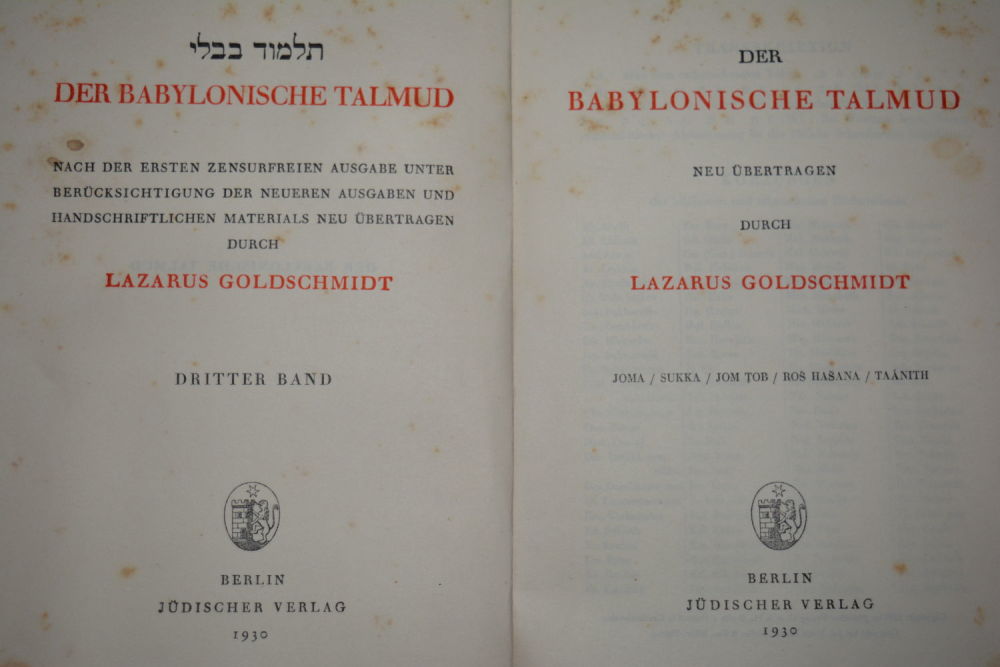 תלמוד בבלי
DER BABYLONISCHE TALMUD
NACH DER ERSTEN ZENSURFREIEN AUSGABE UNTER
BERÜCKSICHTIGUNG DER NEUEREN AUSGABEN UND
HANDSCHRIFTLICHEN MATERIALS NEU ÜBERTRAGEN
DURCH
LAZARUS GOLDSCHMIDT
DRITTER BAND
BERLIN
JÜDISCHER VERLAG
1930
DER
BABYLONISCHE TALMUD
NEU ÜBERTRAGEN
DURCH
LAZARUS GOLDSCHMIDT
JOMA / SUKKA / JOM ṬOB / ROŠ HAŠANA / TAÂNITH
BERLIN
JÜDISCHER VERLAG
1930